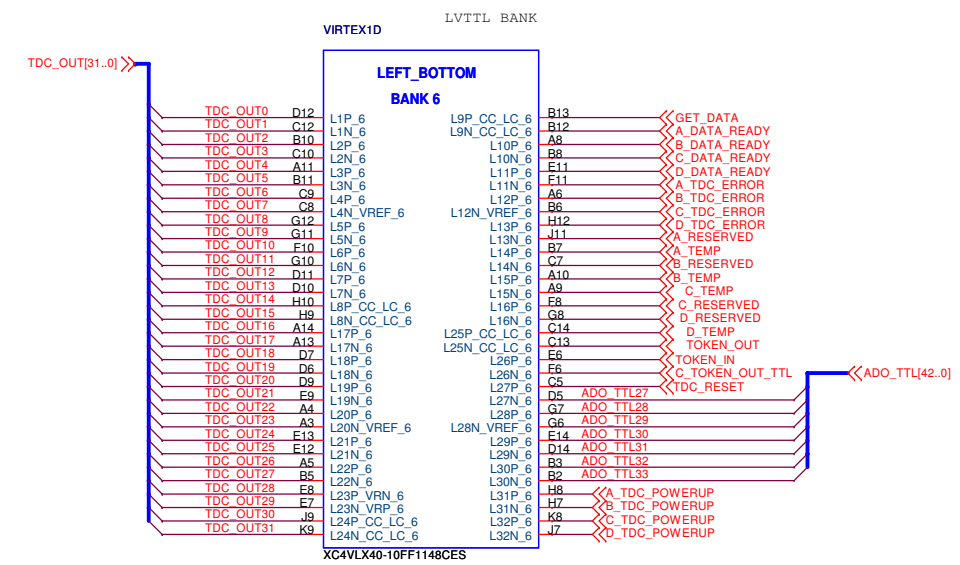 LVTTL BANK
VIRTEX1D
TDC_OUT[31..0]
LEFT_BOTTOM
BANK 6
TDC_OUT0 D12 L1P_6 L9P_CC_LC_6 B13 GET_DATA
TDC_OUT1 C12 L1N_6 L9N_CC_LC_6 B12 A_DATA_READY
TDC_OUT2 B10 L2P_6 L10P_6 A8 B_DATA_READY
TDC_OUT3 C10 L2N_6 L10N_6 B8 C_DATA_READY
TDC_OUT4 A11 L3P_6 L11P_6 E11 D_DATA_READY
TDC_OUT5 B11 L3N_6 L11N_6 F11 A_TDC_ERROR
TDC_OUT6 C9 L4P_6 L12P_6 A6 B_TDC_ERROR
TDC_OUT7 C8 L4N_VREF_6 L12N_VREF_6 B6 C_TDC_ERROR
TDC_OUT8 G12 L5P_6 L13P_6 H12 D_TDC_ERROR
TDC_OUT9 G11 L5N_6 L13N_6 J11 A_RESERVED
TDC_OUT10 F10 L6P_6 L14P_6 B7 A_TEMP
TDC_OUT11 G10 L6N_6 L14N_6 C7 B_RESERVED
TDC_OUT12 D11 L7P_6 L15P_6 A10 B_TEMP
TDC_OUT13 D10 L7N_6 L15N_6 A9 C_TEMP
TDC_OUT14 H10 L8P_CC_LC_6 L16P_6 F8 C_RESERVED
TDC_OUT15 H9 L8N_CC_LC_6 L16N_6 G8 D_RESERVED
TDC_OUT16 A14 L17P_6 L25P_CC_LC_6 C14 D_TEMP
TDC_OUT17 A13 L17N_6 L25N_CC_LC_6 C13 TOKEN_OUT
TDC_OUT18 D7 L18P_6 L26P_6 E6 TOKEN_IN
TDC_OUT19 D6 L18N_6 L26N_6 F6 C_TOKEN_OUT_TTL ADO_TTL[42..0]
TDC_OUT20 D9 L19P_6 L27P_6 C5 TDC_RESET
TDC_OUT21 E9 L19N_6 L27N_6 D5 ADO_TTL27
TDC_OUT22 A4 L20P_6 L28P_6 G7 ADO_TTL28
TDC_OUT23 A3 L20N_VREF_6 L28N_VREF_6 G6 ADO_TTL29
TDC_OUT24 E13 L21P_6 L29P_6 E14 ADO_TTL30
TDC_OUT25 E12 L21N_6 L29N_6 D14 ADO_TTL31
TDC_OUT26 A5 L22P_6 L30P_6 B3 ADO_TTL32
TDC_OUT27 B5 L22N_6 L30N_6 B2 ADO_TTL33
TDC_OUT28 E8 L23P_VRN_6 L31P_6 H8 A_TDC_POWERUP
TDC_OUT29 E7 L23N_VRP_6 L31N_6 H7 B_TDC_POWERUP
TDC_OUT30 J9 L24P_CC_LC_6 L32P_6 K8 C_TDC_POWERUP
TDC_OUT31 K9 L24N_CC_LC_6 L32N_6 J7 D_TDC_POWERUP
XC4VLX40-10FF1148CES